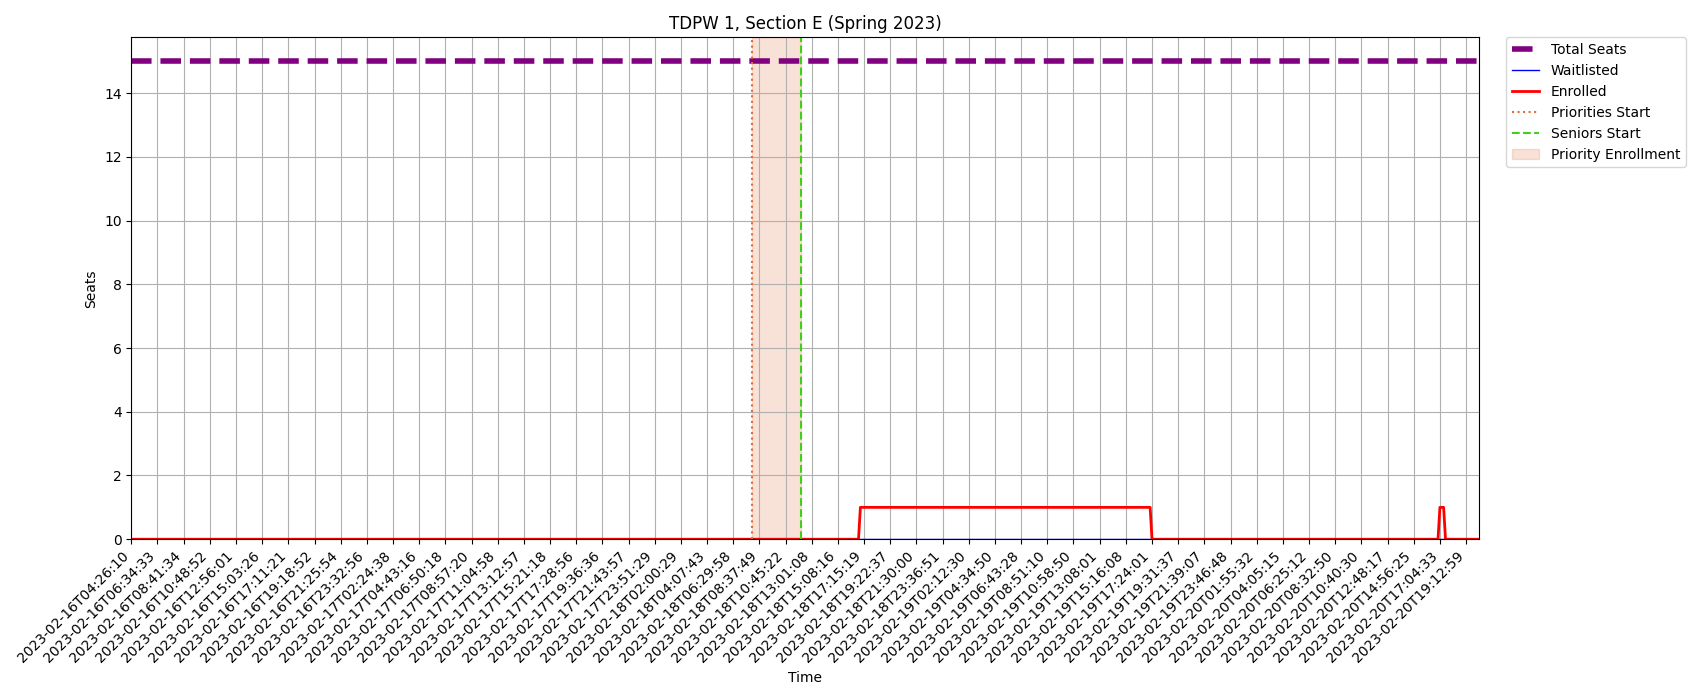 TDPW 1, Section E (Spring 2023)
Total Seats
Waitlisted
Enrolled
Priorities Start
Seniors Start
Priority Enrollment
Seats
14
12
10
8
6
4
2
0
2023-02-16T04:26:10
2023-02-16T06:34:33
2023-02-16T08:41:34
2023-02-16T10:48:52
2023-02-16T12:56:01
2023-02-16T15:03:26
2023-02-16T17:11:21
2023-02-16T19:18:52
2023-02-16T21:25:54
2023-02-16T23:32:56
2023-02-17T02:24:38
2023-02-17T04:43:16
2023-02-17T06:50:18
2023-02-17T08:57:20
2023-02-17T11:04:58
2023-02-17T13:12:57
2023-02-17T15:21:18
2023-02-17T17:28:56
2023-02-17T19:36:36
2023-02-17T21:43:57
2023-02-17T23:51:29
2023-02-18T02:00:29
2023-02-18T04:07:43
2023-02-18T06:29:58
2023-02-18T08:37:49
2023-02-18T10:45:22
2023-02-18T13:01:08
2023-02-18T15:08:16
2023-02-18T17:15:19
2023-02-18T19:22:37
2023-02-18T21:30:00
2023-02-18T23:36:51
2023-02-19T02:12:30
2023-02-19T04:34:50
2023-02-19T06:43:28
2023-02-19T08:51:10
2023-02-19T10:58:50
2023-02-19T13:08:01
2023-02-19T15:16:08
2023-02-19T17:24:01
2023-02-19T19:31:37
2023-02-19T21:39:07
2023-02-19T23:46:48
2023-02-20T01:55:32
2023-02-20T04:05:15
2023-02-20T06:25:12
2023-02-20T08:32:50
2023-02-20T10:40:30
2023-02-20T12:48:17
2023-02-20T14:56:25
2023-02-20T17:04:33
2023-02-20T19:12:59
Time